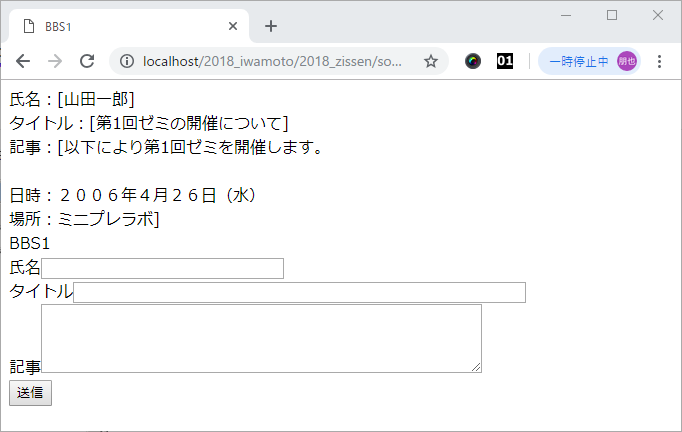 BBS1
localhost/2018_iwamoto/2018_zissen/so...
01
一時停止中
朋也
氏名：[山田一郎]
タイトル：[第1回ゼミの開催について]
記事：[以下により第1回ゼミを開催します。
日時：２００６年４月２６日（水）
場所：ミニプレラボ]
BBS1
氏名
タイトル
記事
送信